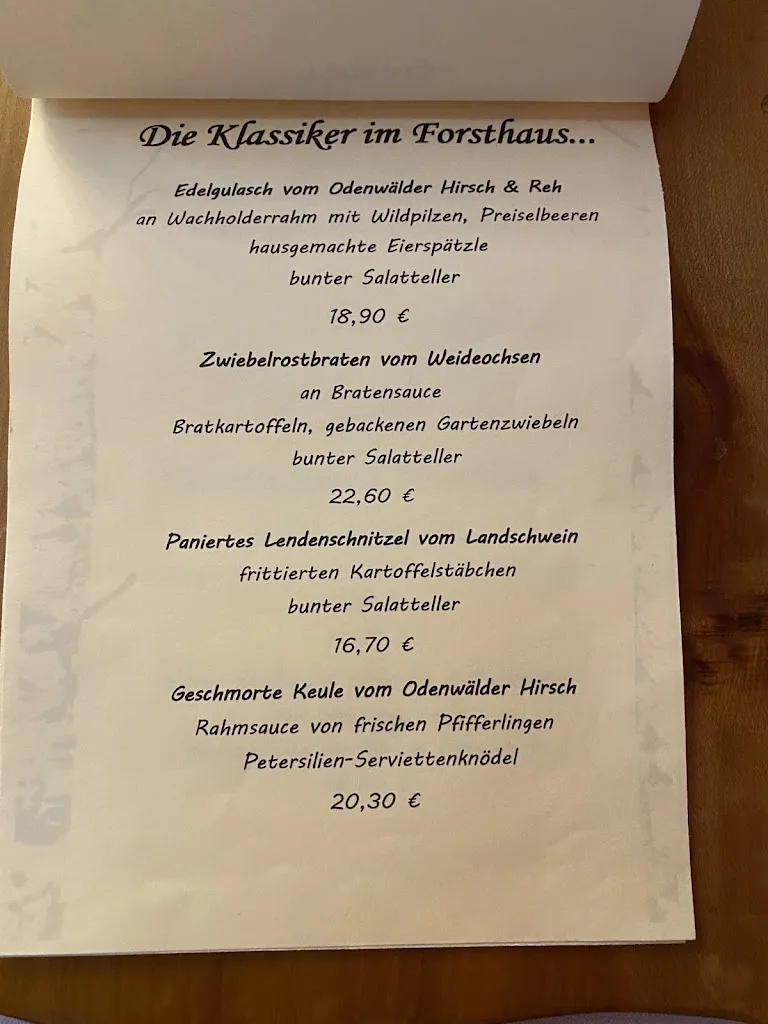 Die Klassiker im Forsthaus...
Edelgulasch vom Odenwälder Hirsch & Reh
an Wachholderrahm mit Wildpilzen, Preiselbeeren
hausgemachte Eierspätzle
bunter Salatteller
18,90 €
Zwiebelrostbraten vom Weideochsen
an Bratensauce
Bratkartoffeln, gebackenen Gartenzwiebeln
bunter Salatteller
22,60 €
Paniertes Lendenschnitzel vom Landschwein
frittierten Kartoffelstäbchen
bunter Salatteller
16,70 €
Geschmorte Keule vom Odenwälder Hirsch
Rahmsauce von frischen Pfifferlingen
Petersilien-Serviettenknödel
20,30 €